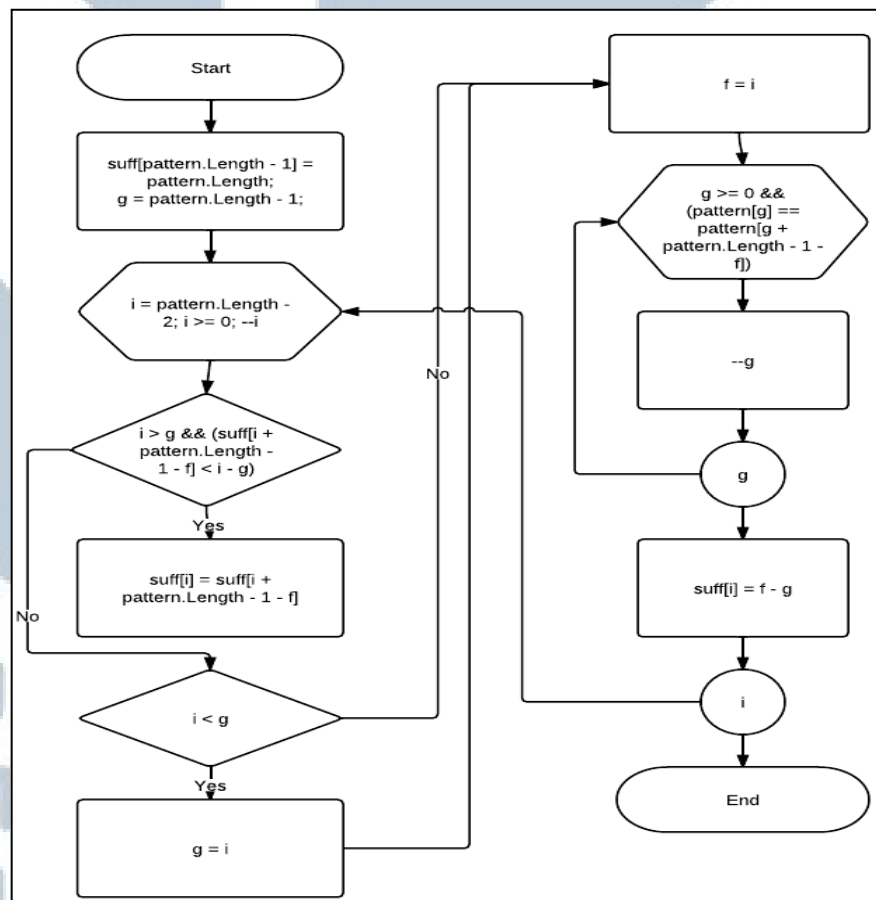 Start
suff[pattern.Length - 1] =
pattern.Length;
g = pattern.Length - 1;
i = pattern.Length -
2; i >= 0; --i
i > g && (suff[i +
pattern.Length -
1 - f] < i - g)
Yes
suff[i] = suff[i +
pattern.Length - 1 - f]
No
i < g
Yes
g = i
No
f = i
g >= 0 &&
(pattern[g] ==
pattern[g +
pattern.Length - 1 -
f])
--g
g
suff[i] = f - g
i
End